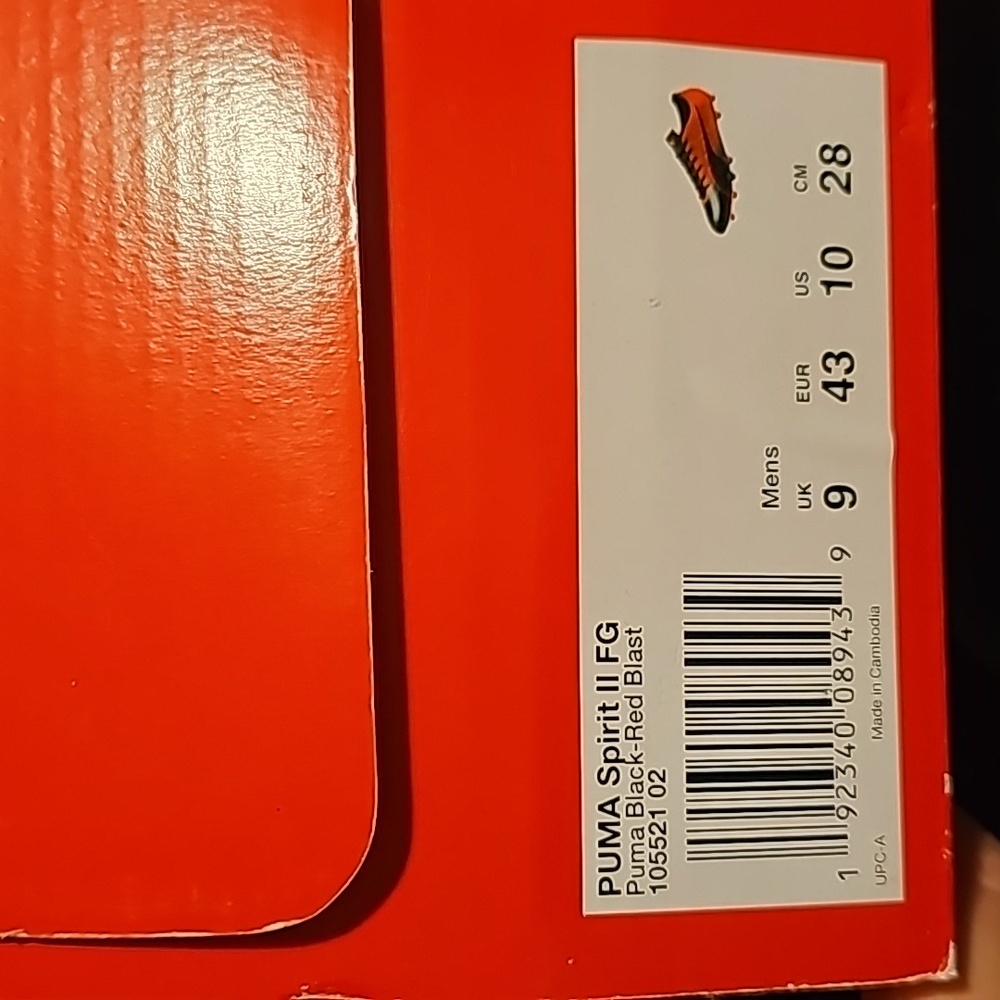 PUMA Spirit II FG
Puma Black-Red Blast
105521 02
1 92340 08943 9
UPC-A
Made in Cambodia
Mens
UK EUR US CM
9 43 10 28